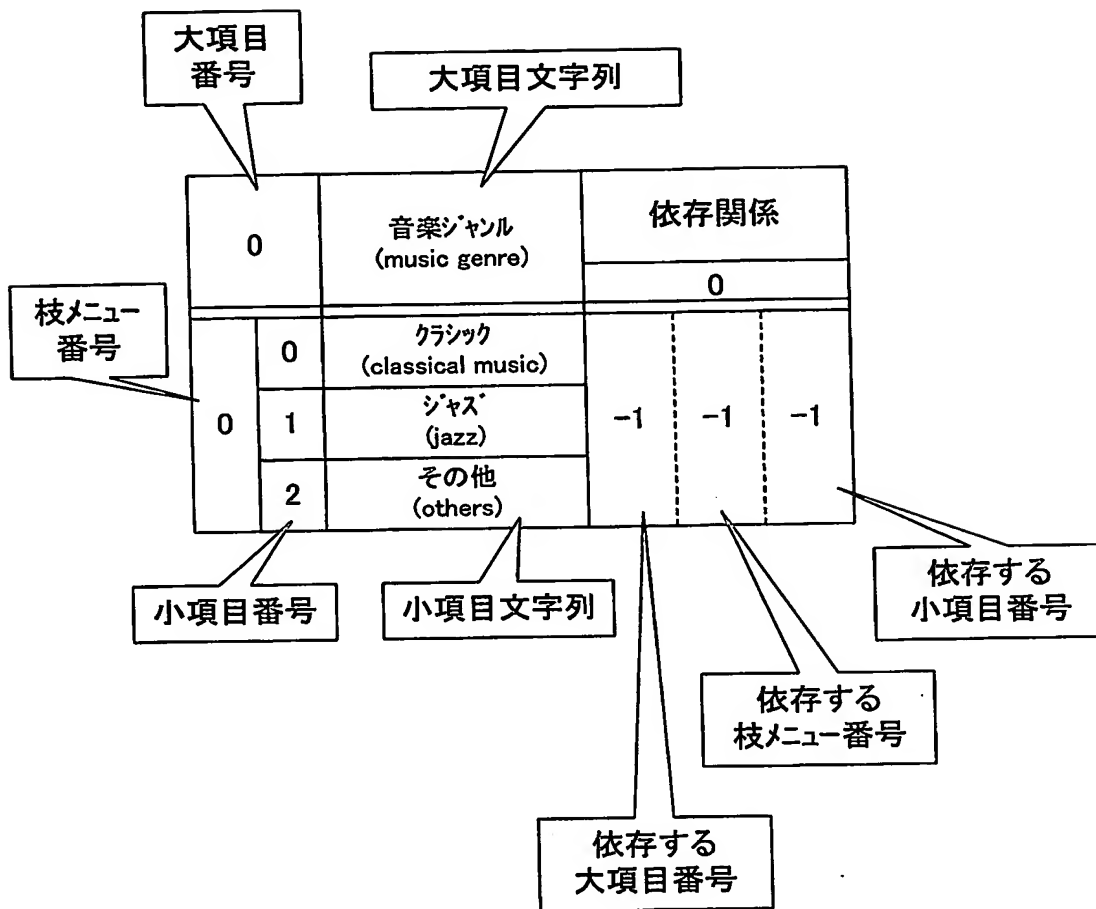 大項目
番号
大項目文字列
0
音楽ジャンル
(music genre)
依存関係
0
枝メニュー
番号
0
0
クラシック
(classical music)
1
ジャズ
(jazz)
2
その他
(others)
-1
-1
-1
小項目番号
小項目文字列
依存する
小項目番号
依存する
枝メニュー番号
依存する
大項目番号